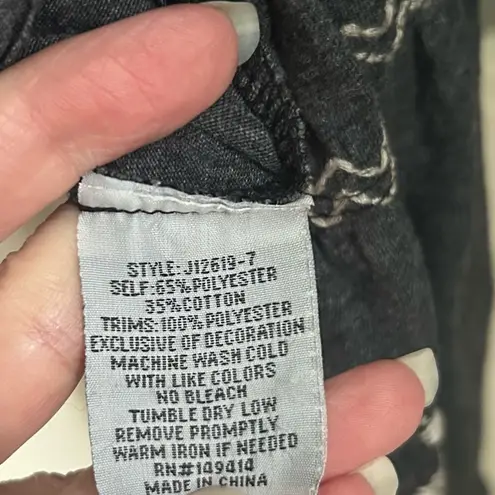 STYLE:J12619-7
SELF:65%POLYESTER
35%COTTON
TRIMS:100%POLYESTER
EXCLUSIVE OF DECORATION
MACHINE WASH COLD
WITH LIKE COLORS
NO BLEACH
TUMBLE DRY LOW
REMOVE PROMPTLY
WARM IRON IF NEEDED
RN#149414
MADE IN CHINA